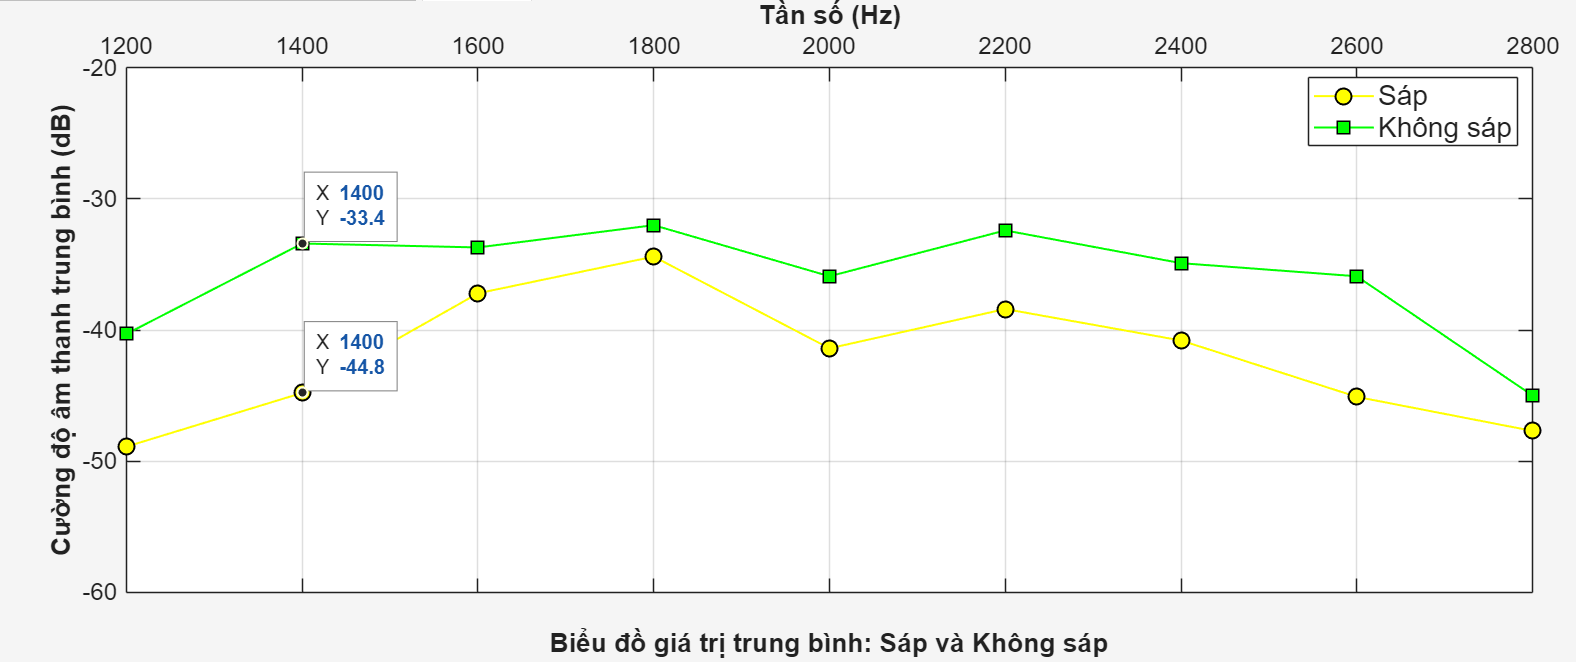 Tần số (Hz)
1200 1400 1600 1800 2000 2200 2400 2600 2800
-20
-30
-40
-50
-60
Cường độ âm thanh trung bình (dB)
Sáp
Không sáp
X 1400
Y -33.4
X 1400
Y -44.8
Biểu đồ giá trị trung bình: Sáp và Không sáp